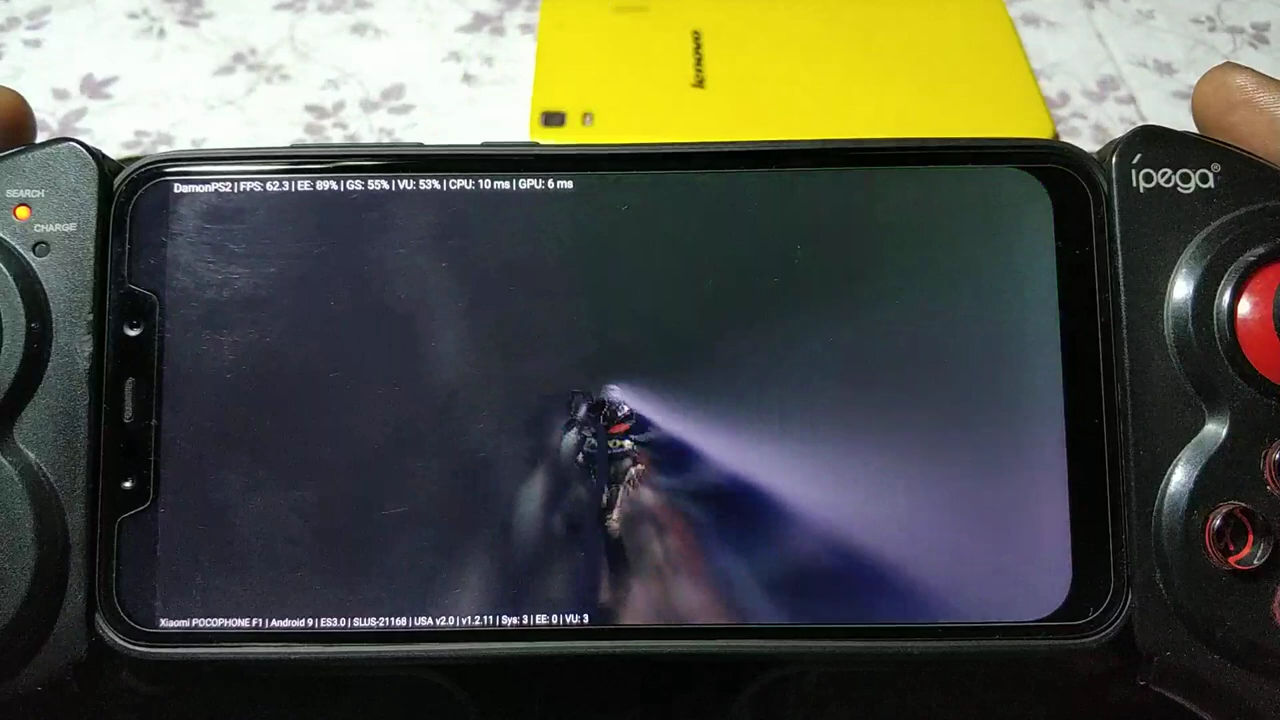 lenovo
ípega®
SEARCH
CHARGE
DamonPS2 | FPS: 62.3 | EE: 89% | GS: 55% | VU: 53% | CPU: 10 ms | GPU: 6 ms
Xiaomi POCOPHONE F1 | Android 9 | ES3.0 | SLUS-21168 | USA v2.0 | v1.2.11 | Sys: 3 | EE: 0 | VU: 3